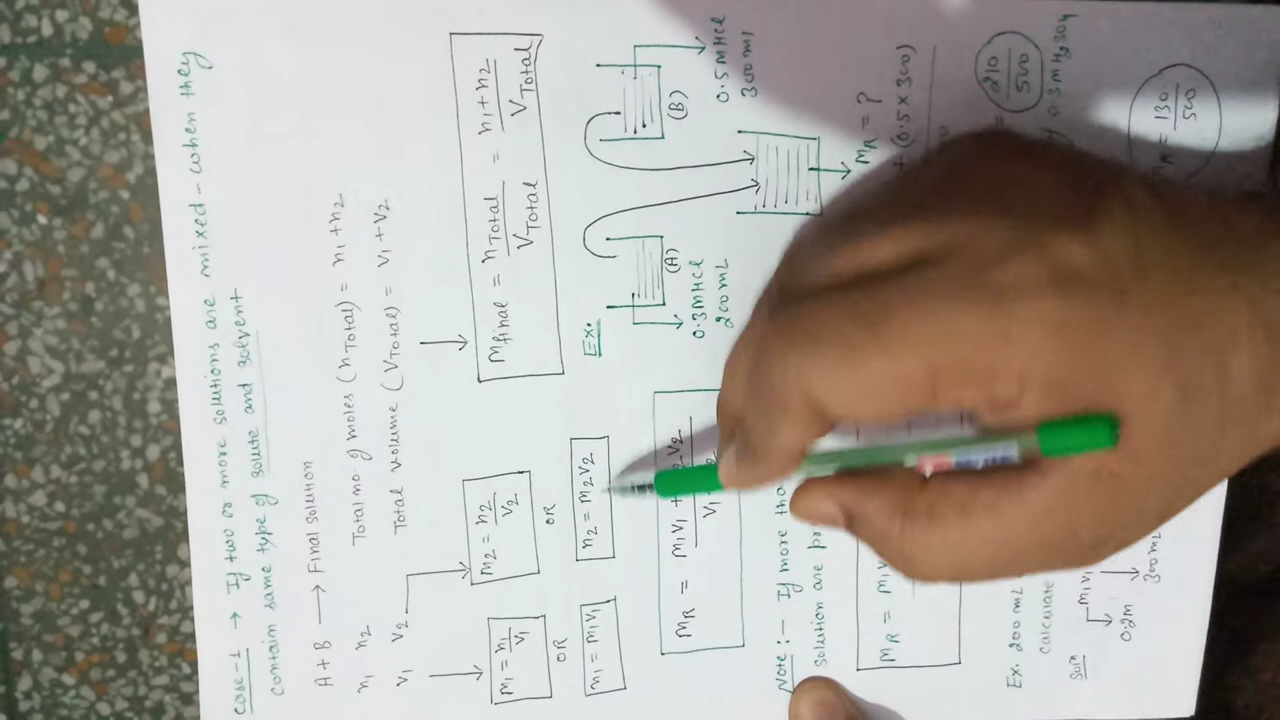 case-1 → If two or more solutions are mixed - when they
contain same type of solute and solvent
A+B → Final solution
n1 n2 Total no of moles (nTotal) = n1+n2
V1 V2 Total volume (VTotal) = V1+V2
M1 = n1/V1 M2 = n2/V2 Mfinal = nTotal/VTotal = n1+n2/VTotal
OR OR
n1 = M1V1 n2 = M2V2
Ex.
(A) (B)
0.3 M HCl 0.5 M HCl
200 mL 300 ml
MR = M1V1 + V2 / V1
MR = ?
Note :- If more
solution are
+ (0.5 x 300)
MR =
= 210/500
Ex. 200 mL 0.3 M H2SO4
calculate
Soln M1V1
MR = 130/500
0.2M
300 mL